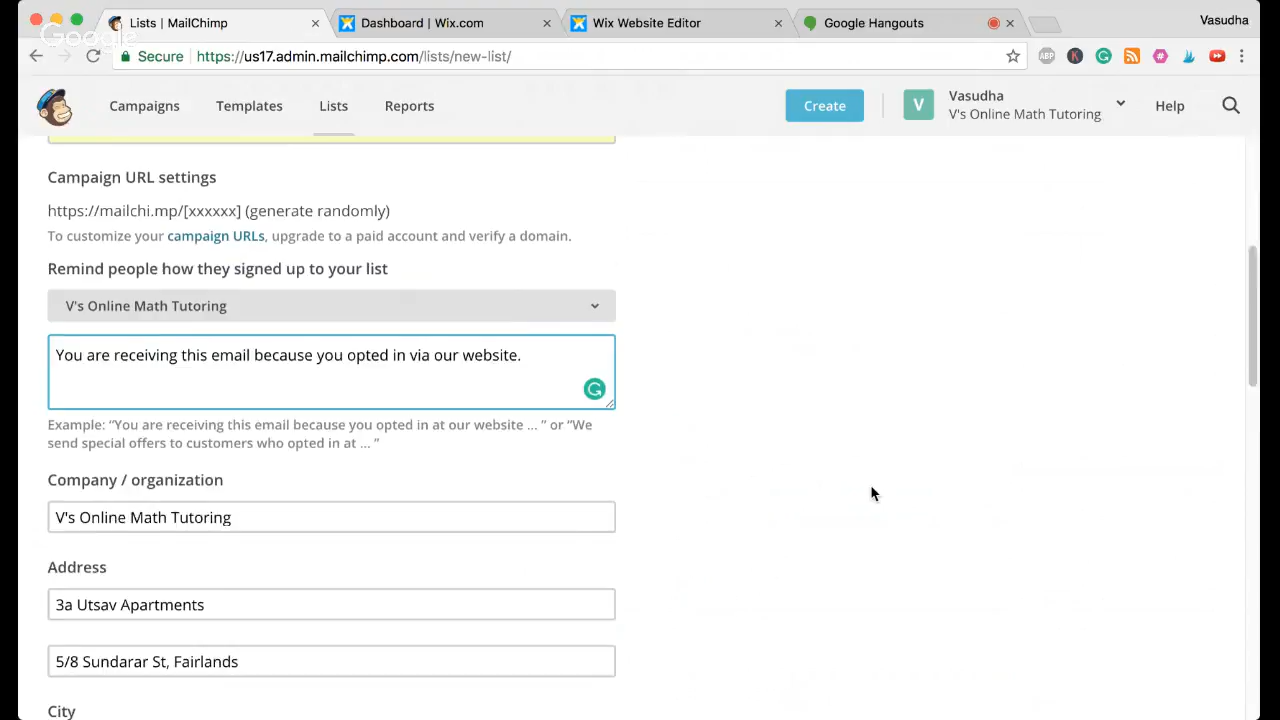 Lists | MailChimp
Dashboard | Wix.com
Wix Website Editor
Google Hangouts
Vasudha
Google
Secure
https://us17.admin.mailchimp.com/lists/new-list/
ABP
K
Campaigns
Templates
Lists
Reports
Create
V
Vasudha
V's Online Math Tutoring
Help
Campaign URL settings
https://mailchi.mp/[xxxxxx] (generate randomly)
To customize your campaign URLs, upgrade to a paid account and verify a domain.
Remind people how they signed up to your list
V's Online Math Tutoring
You are receiving this email because you opted in via our website.
Example: “You are receiving this email because you opted in at our website ... ” or “We
send special offers to customers who opted in at ... ”
Company / organization
V's Online Math Tutoring
Address
3a Utsav Apartments
5/8 Sundarar St, Fairlands
City